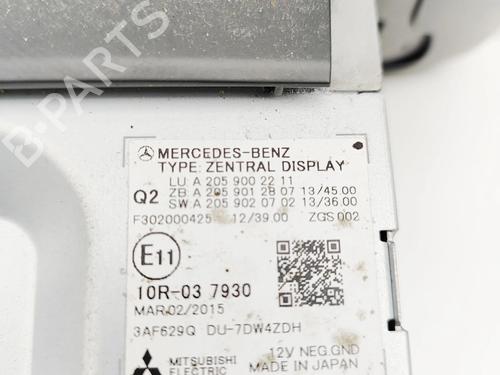 MERCEDES-BENZ
TYPE: ZENTRAL DISPLAY
LU A 205 900 22 11
Q2
ZB A 205 901 28 07 13/45.00
SW A 205 902 07 02 13/36.00
F302000425 12/39.00 ZGS 002
E11
10R-03 7930
MAR.02/2015
3AF629Q DU-7DW4ZDH
MITSUBISHI
ELECTRIC
12V NEG.GND
MADE IN JAPAN
B-PARTS